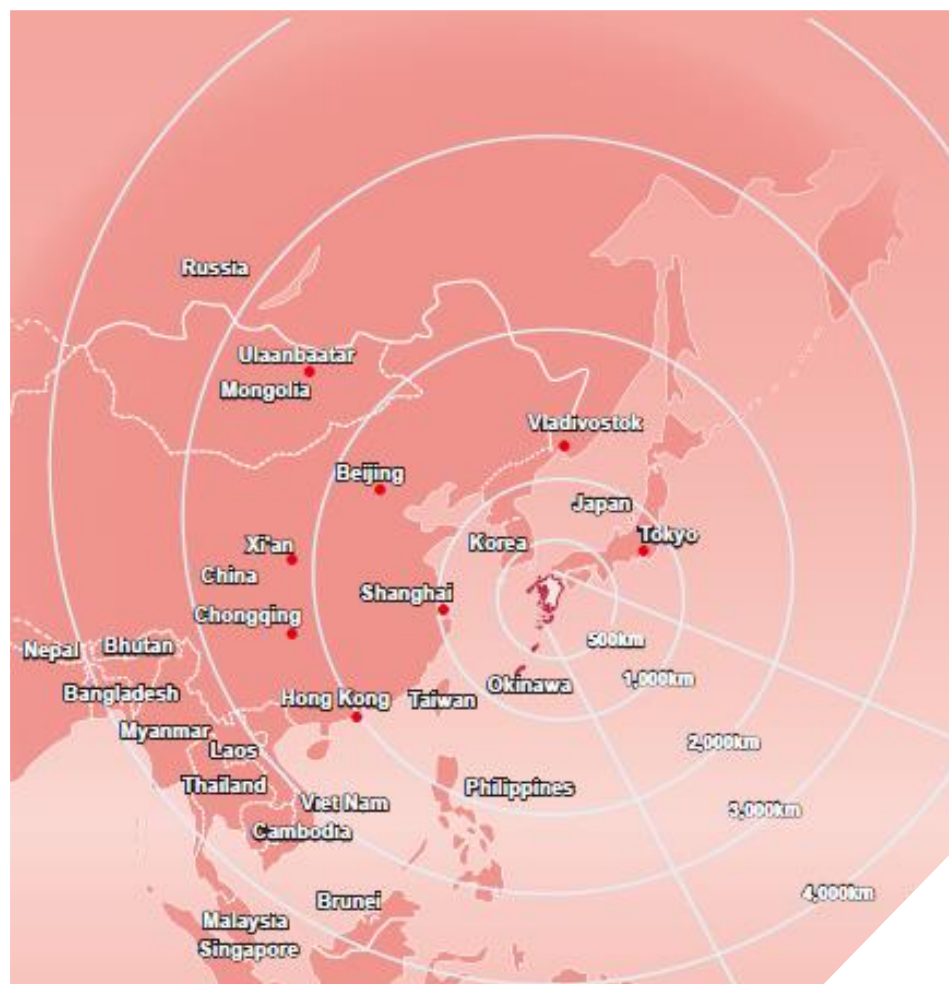 Russia
Ulaanbaatar
Mongolia
Vladivostok
Beijing
Japan
Tokyo
Korea
Xi'an
China
Shanghai
Chongqing
500km
Nepal
Bhutan
1,000km
Okinawa
Bangladesh
Hong Kong
Taiwan
Myanmar
2,000km
Laos
Thailand
Philippines
Viet Nam
3,000km
Cambodia
4,000km
Brunei
Malaysia
Singapore